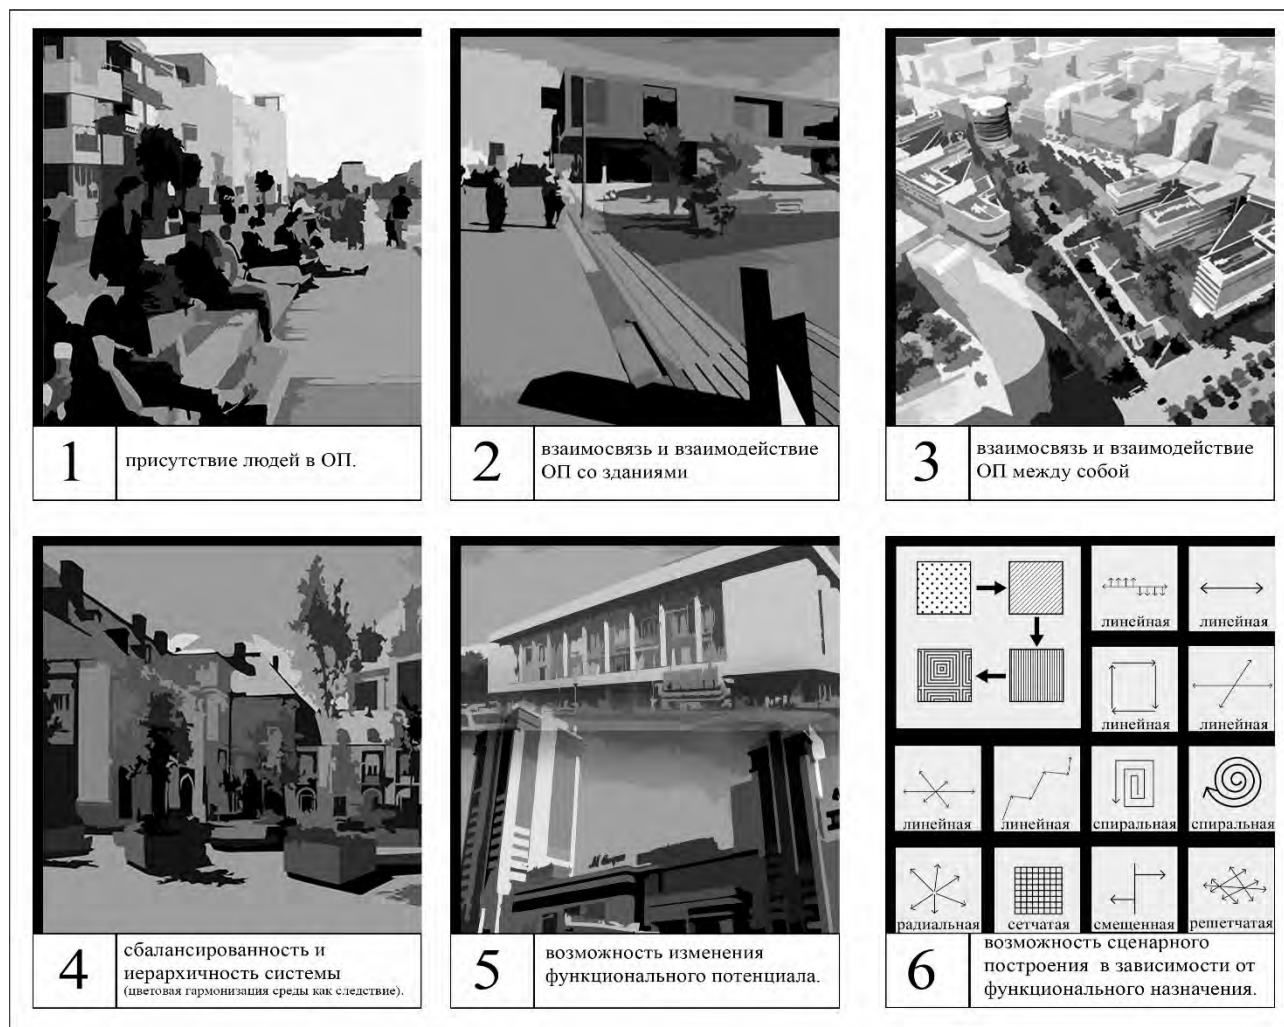 1
присутствие людей в ОП.
2
взаимосвязь и взаимодействие
ОП со зданиями
3
взаимосвязь и взаимодействие
ОП между собой
линейная
линейная
линейная
линейная
линейная
линейная
спиральная
спиральная
радиальная
сетчатая
смещенная
решетчатая
4
сбалансированность и
иерархичность системы
(цветовая гармонизация среды как следствие).
5
возможность изменения
функционального потенциала.
6
возможность сценарного
построения в зависимости от
функционального назначения.